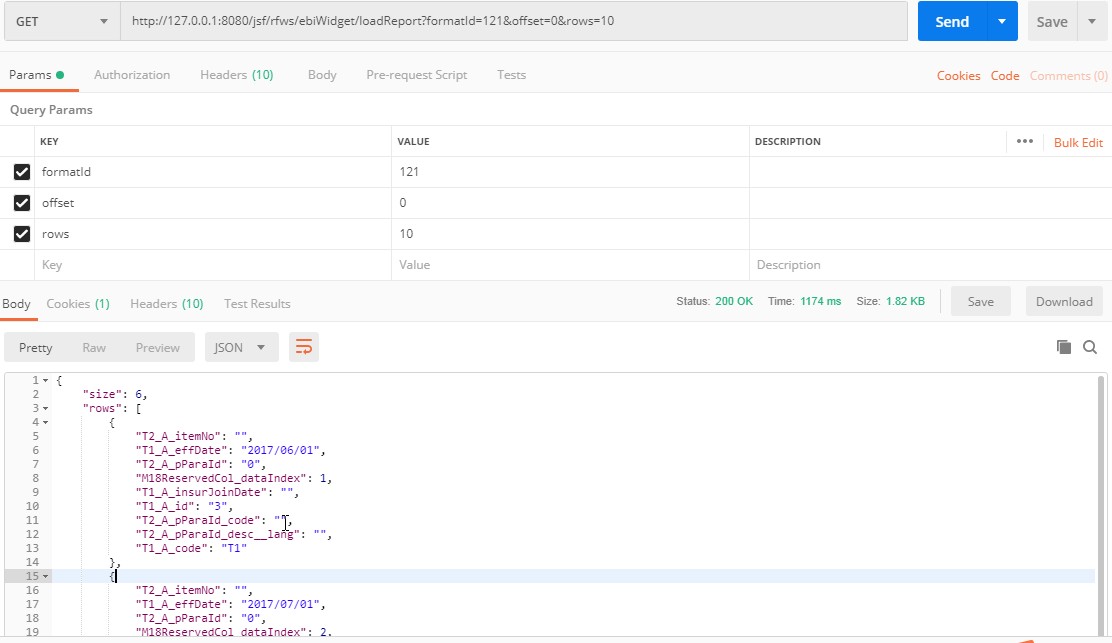 GET http://127.0.0.1:8080/jsf/rfws/ebiWidget/loadReport?formatId=121&offset=0&rows=10 Send Save
Params Authorization Headers (10) Body Pre-request Script Tests Cookies Code Comments (0)
Query Params
KEY VALUE DESCRIPTION ••• Bulk Edit
formatId 121
offset 0
rows 10
Key Value Description
Body Cookies (1) Headers (10) Test Results Status: 200 OK Time: 1174 ms Size: 1.82 KB Save Download
Pretty Raw Preview JSON
1 {
2 "size": 6,
3 "rows": [
4 {
5 "T2_A_itemNo": "",
6 "T1_A_effDate": "2017/06/01",
7 "T2_A_pParaId": "0",
8 "M18ReservedCol_dataIndex": 1,
9 "T1_A_insurJoinDate": "",
10 "T1_A_id": "3",
11 "T2_A_pParaId_code": "",
12 "T2_A_pParaId_desc__lang": "",
13 "T1_A_code": "T1"
14 },
15 {
16 "T2_A_itemNo": "",
17 "T1_A_effDate": "2017/07/01",
18 "T2_A_pParaId": "0",
19 "M18ReservedCol_dataIndex": 2,